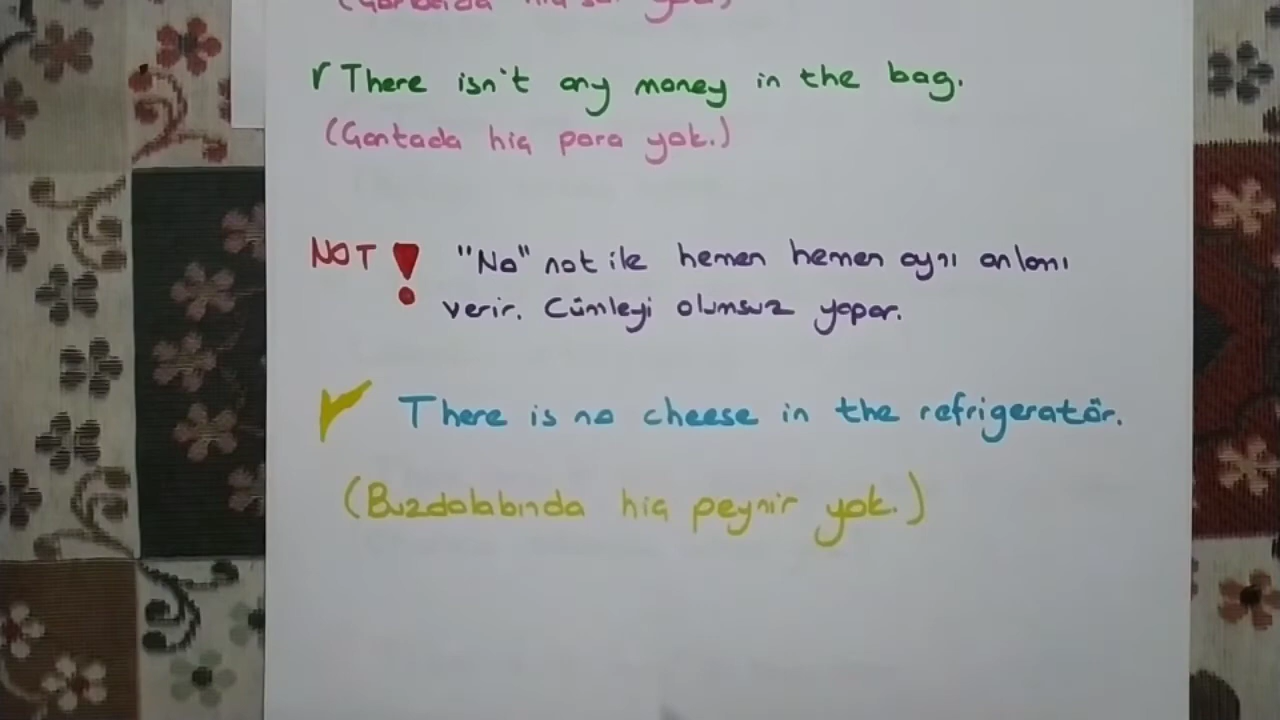 ✓ There isn't any money in the bag.
(Çantada hiç para yok.)
NOT ! "No" not ile hemen hemen aynı anlamı
verir. Cümleyi olumsuz yapar.
✓ There is no cheese in the refrigeratör.
(Buzdolabında hiç peynir yok.)